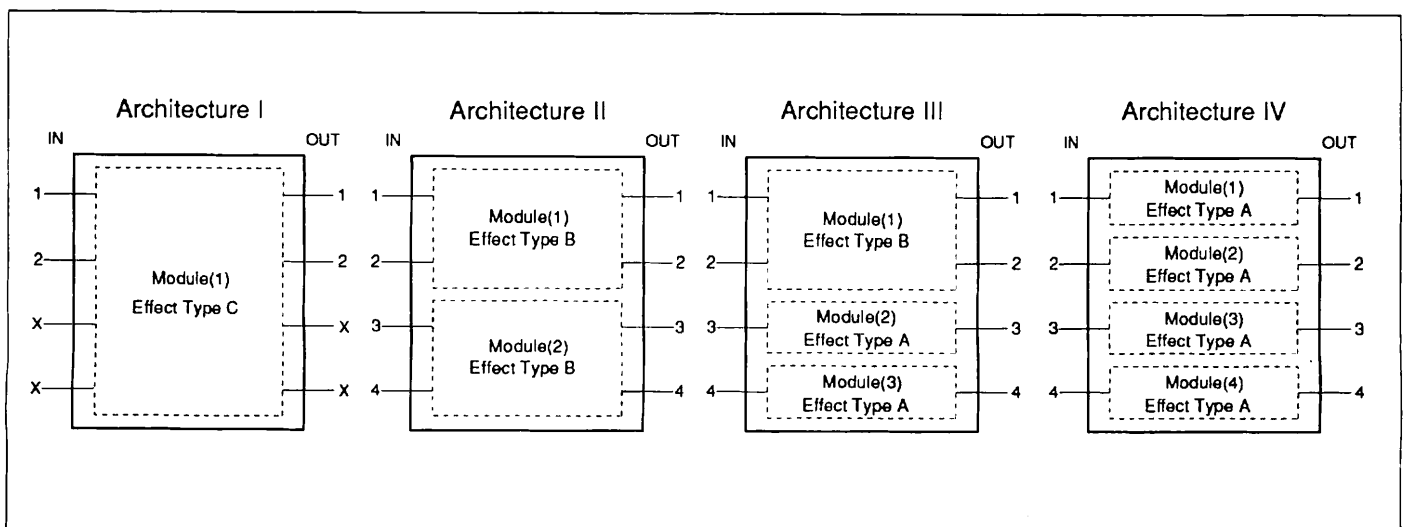 Architecture I
IN
OUT
1
2
X
X
Module(1)
Effect Type C
1
2
X
X
Architecture II
IN
OUT
1
2
3
4
Module(1)
Effect Type B
Module(2)
Effect Type B
1
2
3
4
Architecture III
IN
OUT
1
2
3
4
Module(1)
Effect Type B
Module(2)
Effect Type A
Module(3)
Effect Type A
1
2
3
4
Architecture IV
IN
OUT
1
2
3
4
Module(1)
Effect Type A
Module(2)
Effect Type A
Module(3)
Effect Type A
Module(4)
Effect Type A
1
2
3
4